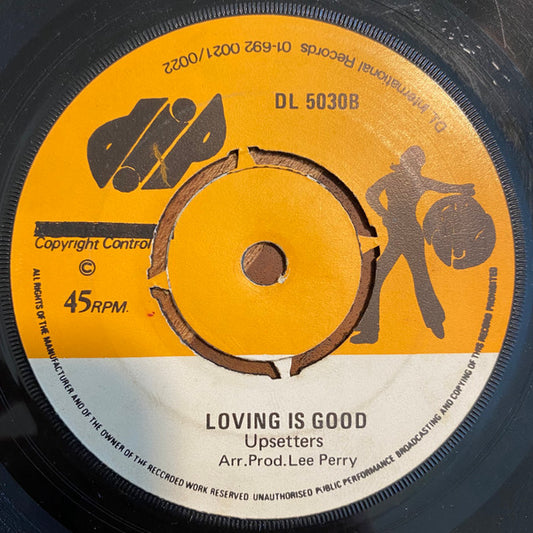 D.I. International Records 01-692 0021/0022
dip
DL 5030B
Copyright Control
©
45RPM.
LOVING IS GOOD
Upsetters
Arr.Prod.Lee Perry
ALL RIGHTS OF THE MANUFACTURER AND OF THE OWNER OF THE RECORDED WORK RESERVED UNAUTHORISED PUBLIC PERFORMANCE BROADCASTING AND COPYING OF THIS RECORD PROHIBITED